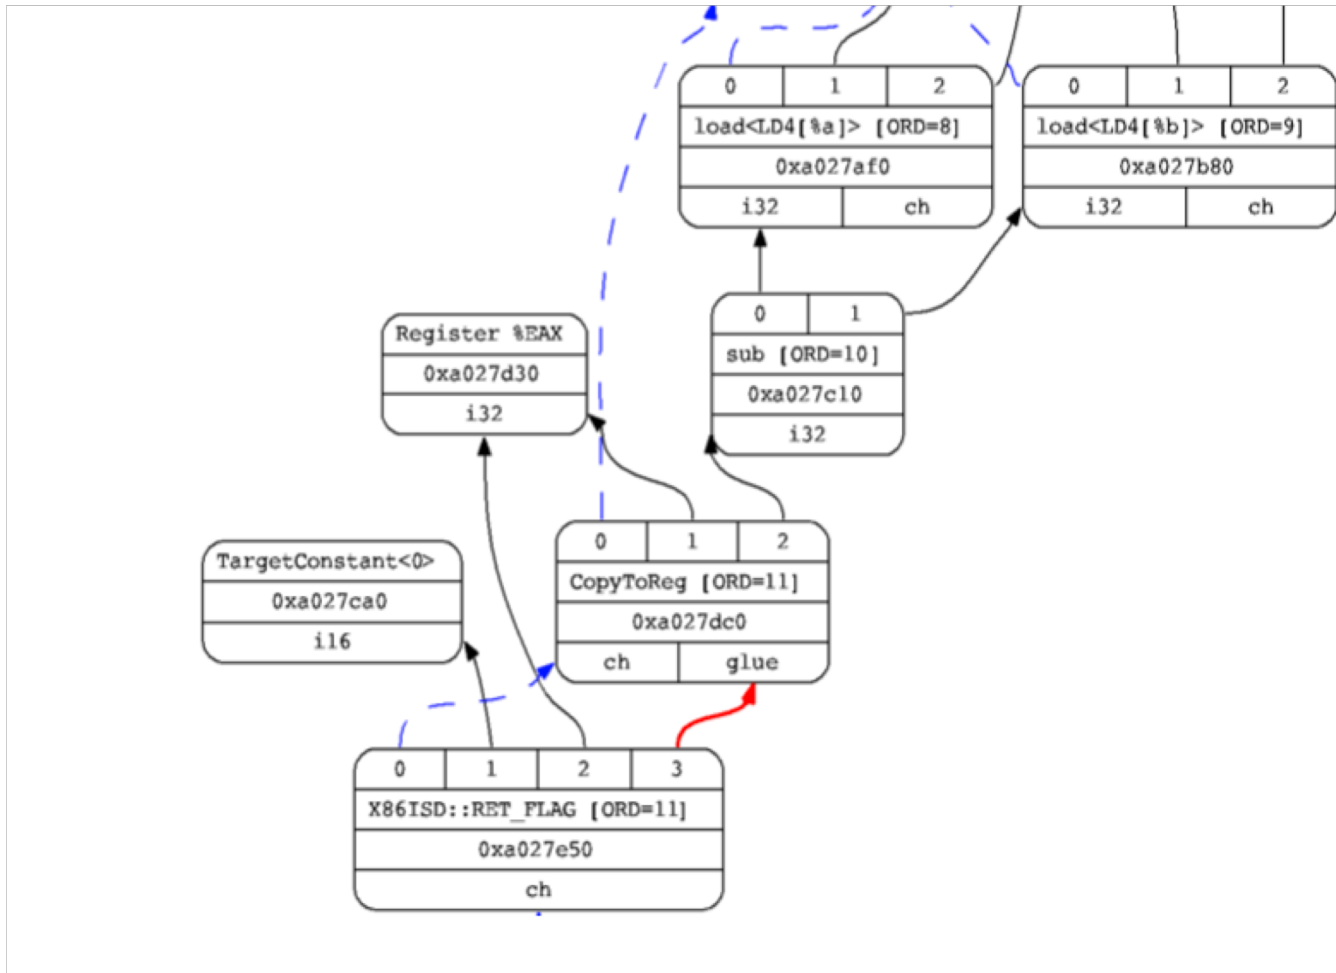 0 1 2
load<LD4[%a]> [ORD=8]
0xa027af0
i32 ch
0 1 2
load<LD4[%b]> [ORD=9]
0xa027b80
i32 ch
0 1
sub [ORD=10]
0xa027c10
i32
Register %EAX
0xa027d30
i32
0 1 2
CopyToReg [ORD=11]
0xa027dc0
ch glue
TargetConstant<0>
0xa027ca0
i16
0 1 2 3
X86ISD::RET_FLAG [ORD=11]
0xa027e50
ch